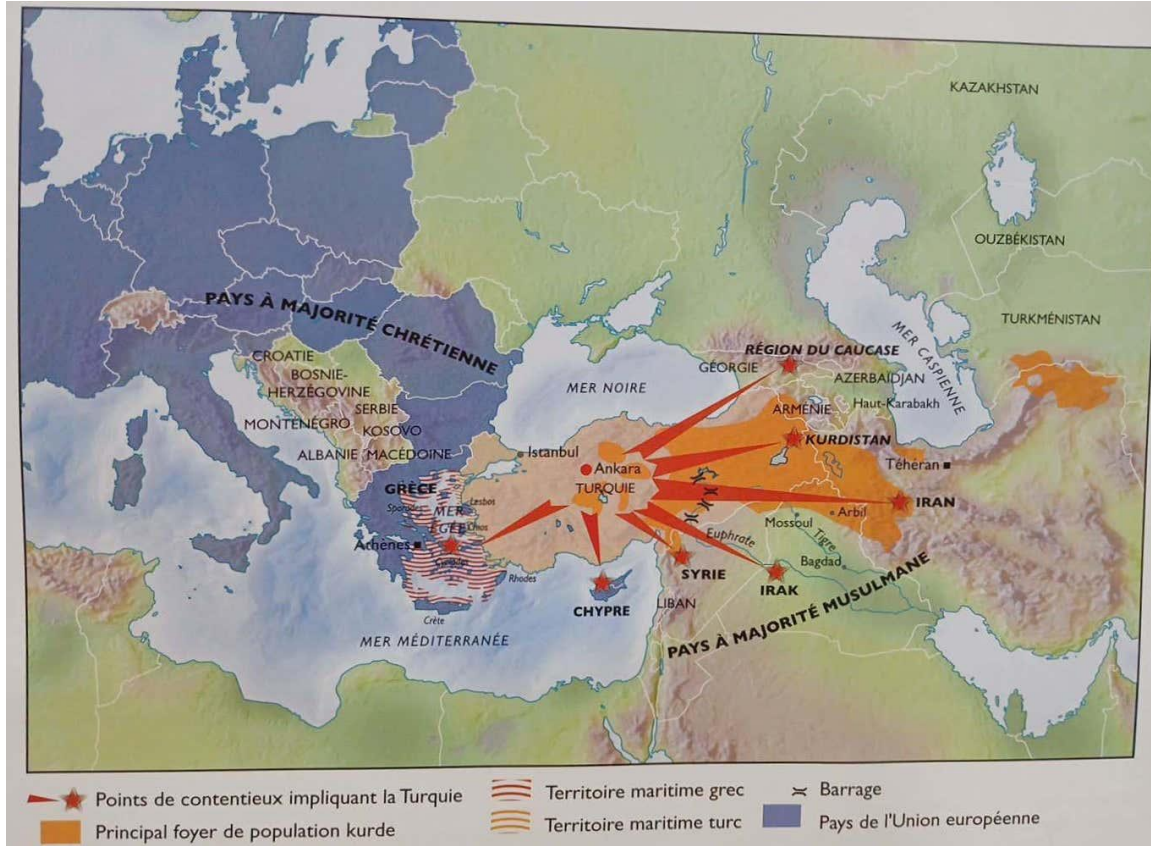 KAZAKHSTAN
OUZBÉKISTAN
TURKMÉNISTAN
PAYS À MAJORITÉ CHRÉTIENNE
MER CASPIENNE
CROATIE
BOSNIE-
HERZÉGOVINE
SERBIE
MONTÉNÉGRO
KOSOVO
ALBANIE
MACÉDOINE
MER NOIRE
RÉGION DU CAUCASE
GÉORGIE
AZERBAÏDJAN
ARMÉNIE
Haut-Karabakh
KURDISTAN
Téhéran
Istanbul
Ankara
TURQUIE
GRÈCE
Lesbos
Sporades
MER
ÉGÉE
Chios
Athènes
Cyclades
Rhodes
Crète
IRAN
Arbil
Mossoul
Euphrate
Tigre
Bagdad
SYRIE
IRAK
CHYPRE
LIBAN
PAYS À MAJORITÉ MUSULMANE
MER MÉDITERRANÉE
Points de contentieux impliquant la Turquie
Principal foyer de population kurde
Territoire maritime grec
Territoire maritime turc
Barrage
Pays de l'Union européenne